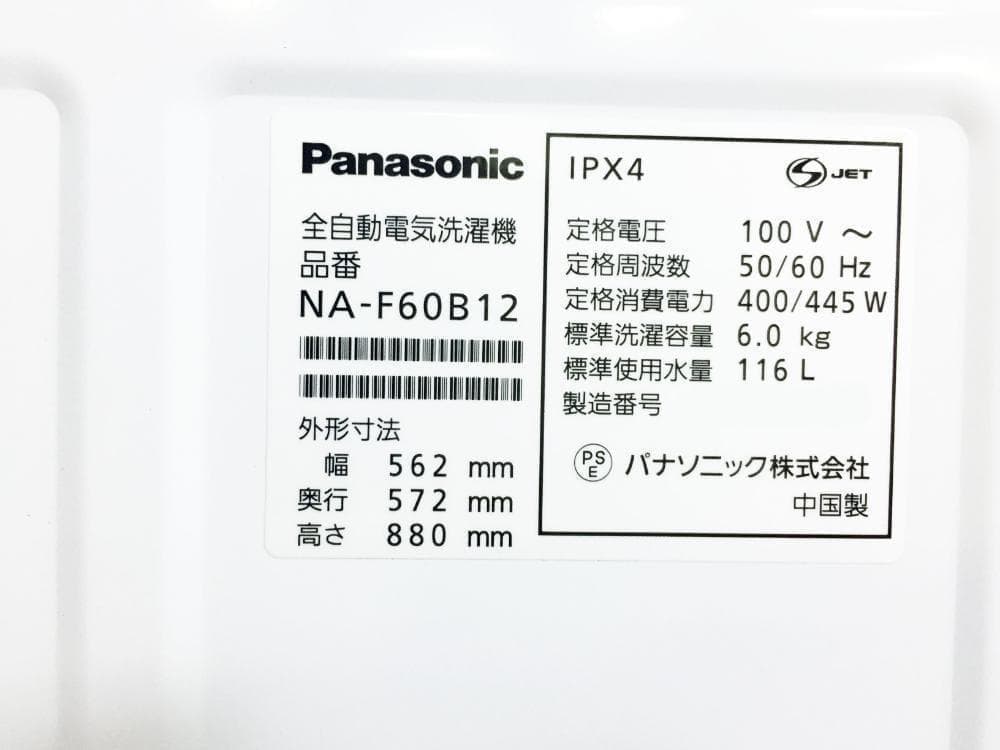 Panasonic
全自動電気洗濯機
品番
NA-F60B12
外形寸法
幅 562 mm
奥行 572 mm
高さ 880 mm
IPX4
S JET
定格電圧 100 V ～
定格周波数 50/60 Hz
定格消費電力 400/445 W
標準洗濯容量 6.0 kg
標準使用水量 116 L
製造番号
PS
E
パナソニック株式会社
中国製